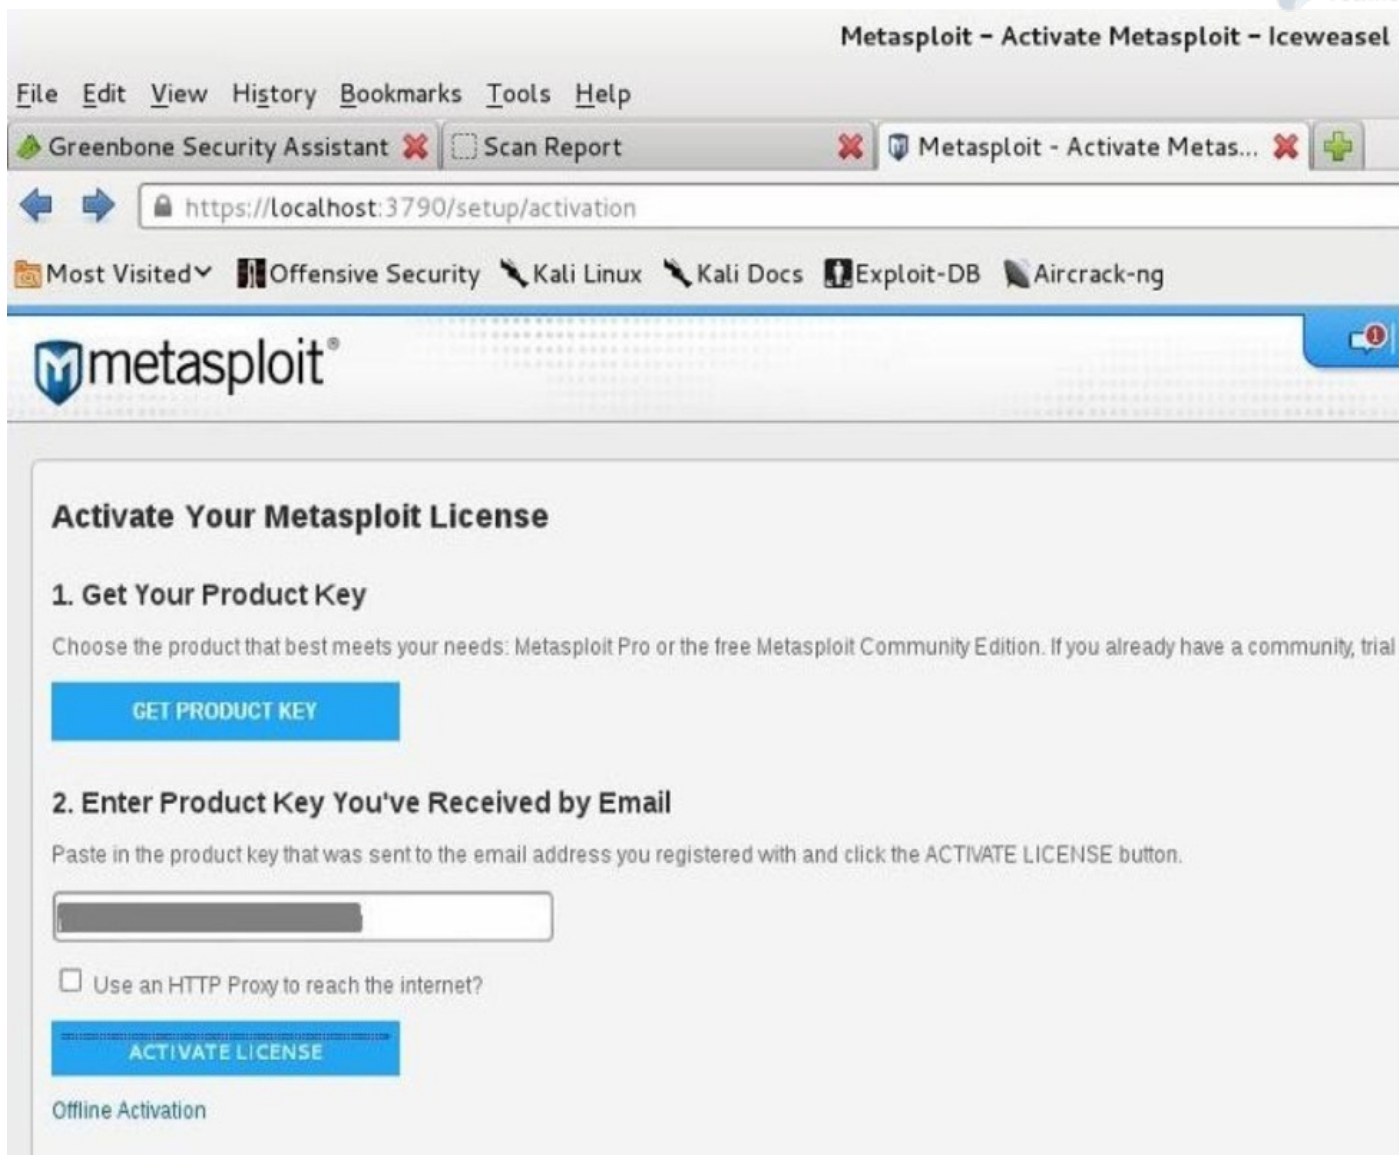 Metasploit – Activate Metasploit – Iceweasel
File Edit View History Bookmarks Tools Help
Greenbone Security Assistant Scan Report Metasploit - Activate Metas...
https://localhost:3790/setup/activation
Most Visited Offensive Security Kali Linux Kali Docs Exploit-DB Aircrack-ng
metasploit®
1
Activate Your Metasploit License
1. Get Your Product Key
Choose the product that best meets your needs: Metasploit Pro or the free Metasploit Community Edition. If you already have a community, trial
GET PRODUCT KEY
2. Enter Product Key You've Received by Email
Paste in the product key that was sent to the email address you registered with and click the ACTIVATE LICENSE button.
Use an HTTP Proxy to reach the internet?
ACTIVATE LICENSE
Offline Activation